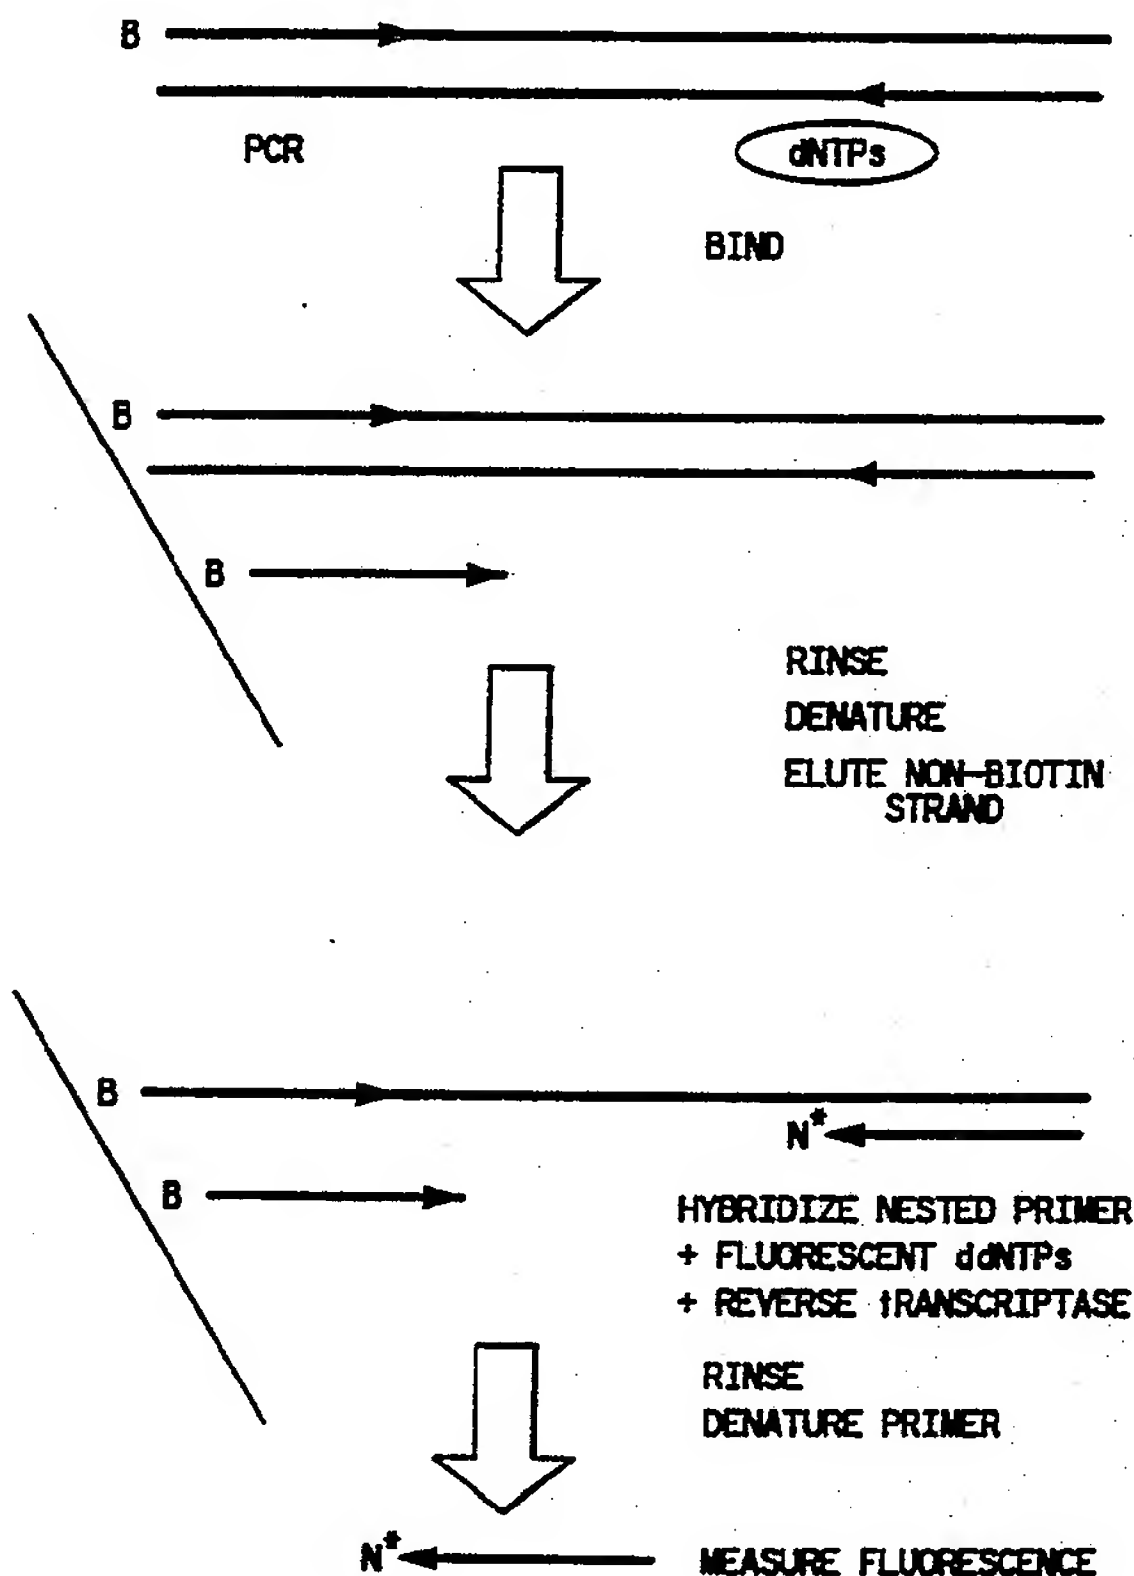 B
PCR
dNTPs
BIND
B
B
RINSE
DENATURE
ELUTE NON-BIOTIN
STRAND
B
N*
B
HYBRIDIZE NESTED PRIMER
+ FLUORESCENT ddNTPs
+ REVERSE tRANSCRIPTASE
RINSE
DENATURE PRIMER
N*
MEASURE FLUORESCENCE